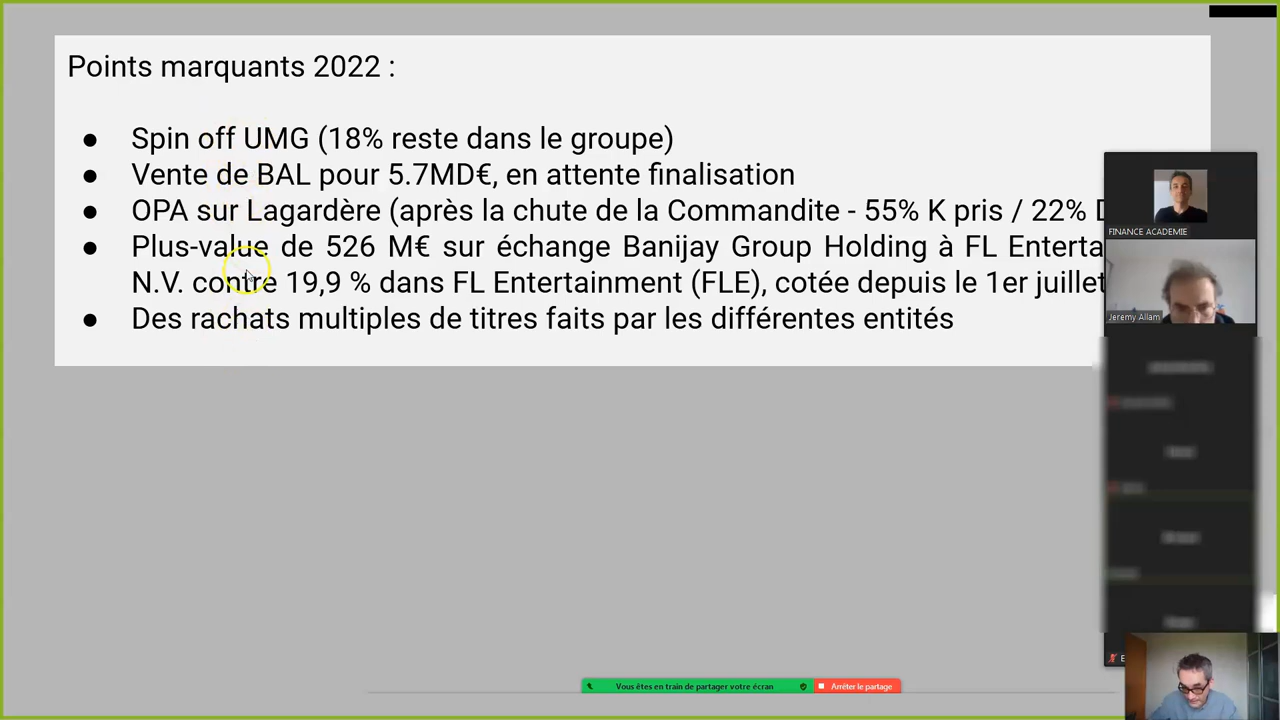 Points marquants 2022 :
● Spin off UMG (18% reste dans le groupe)
● Vente de BAL pour 5.7MD€, en attente finalisation
● OPA sur Lagardère (après la chute de la Commandite - 55% K pris / 22%
● Plus-value de 526 M€ sur échange Banijay Group Holding à FL Enterta
N.V. contre 19,9 % dans FL Entertainment (FLE), cotée depuis le 1er juillet
● Des rachats multiples de titres faits par les différentes entités
FINANCE ACADEMIE
Jeremy Allam
Vous êtes en train de partager votre écran
Arrêter le partage